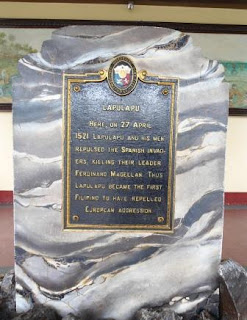 LAPULAPU
HERE, ON 27 APRIL
1521 LAPULAPU AND HIS MEN
REPULSED THE SPANISH INVAD-
ERS, KILLING THEIR LEADER
FERDINAND MAGELLAN. THUS
LAPULAPU BECAME THE FIRST
FILIPINO TO HAVE REPELLED
EUROPEAN AGGRESSION.